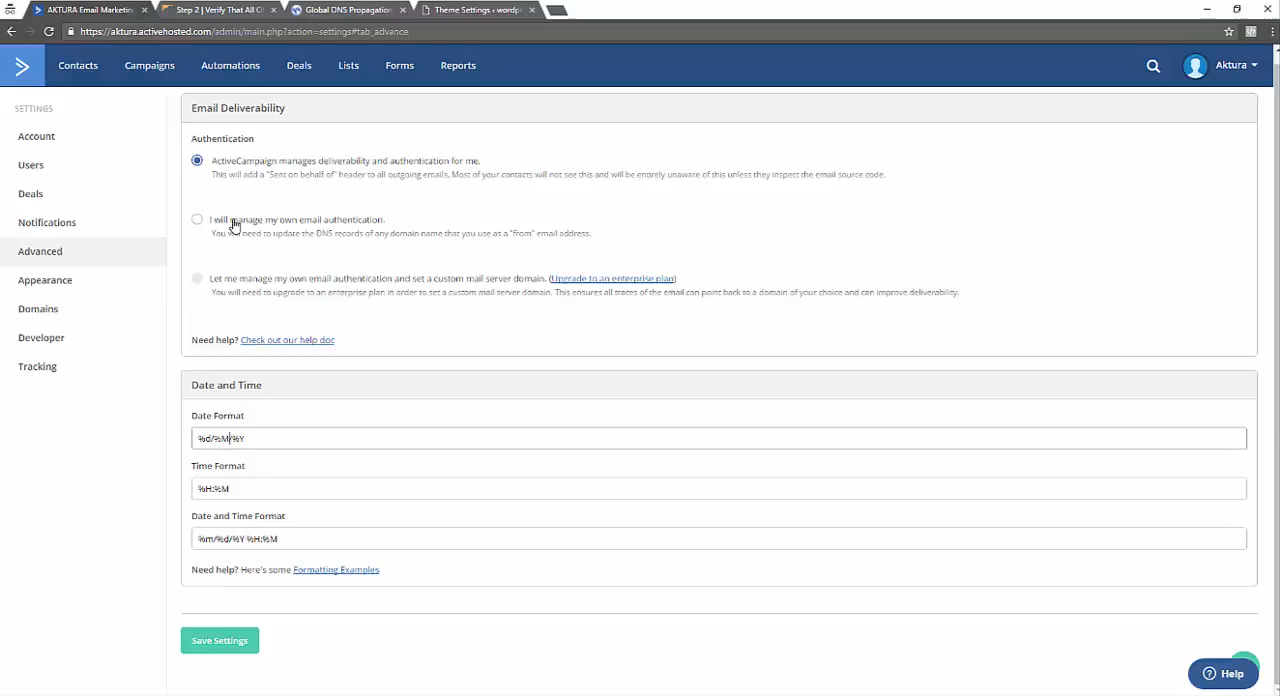 AKTURA Email Marketin
Step 2 | Verify That All O
Global DNS Propagation
Theme Settings ‹ wordpr
https://aktura.activehosted.com/admin/main.php?action=settings#tab_advance
Contacts
Campaigns
Automations
Deals
Lists
Forms
Reports
Aktura
SETTINGS
Account
Users
Deals
Notifications
Advanced
Appearance
Domains
Developer
Tracking
Email Deliverability
Authentication
ActiveCampaign manages deliverability and authentication for me.
This will add a "Sent on behalf of" header to all outgoing emails. Most of your contacts will not see this and will be entirely unaware of this unless they inspect the email source code.
I will manage my own email authentication.
You will need to update the DNS records of any domain name that you use as a "from" email address.
Let me manage my own email authentication and set a custom mail server domain. (Upgrade to an enterprise plan)
You will need to upgrade to an enterprise plan in order to set a custom mail server domain. This ensures all traces of the email can point back to a domain of your choice and can improve deliverability.
Need help? Check out our help doc
Date and Time
Date Format
%d/%M/%Y
Time Format
%H:%M
Date and Time Format
%m/%d/%Y %H:%M
Need help? Here's some Formatting Examples
Save Settings
Help